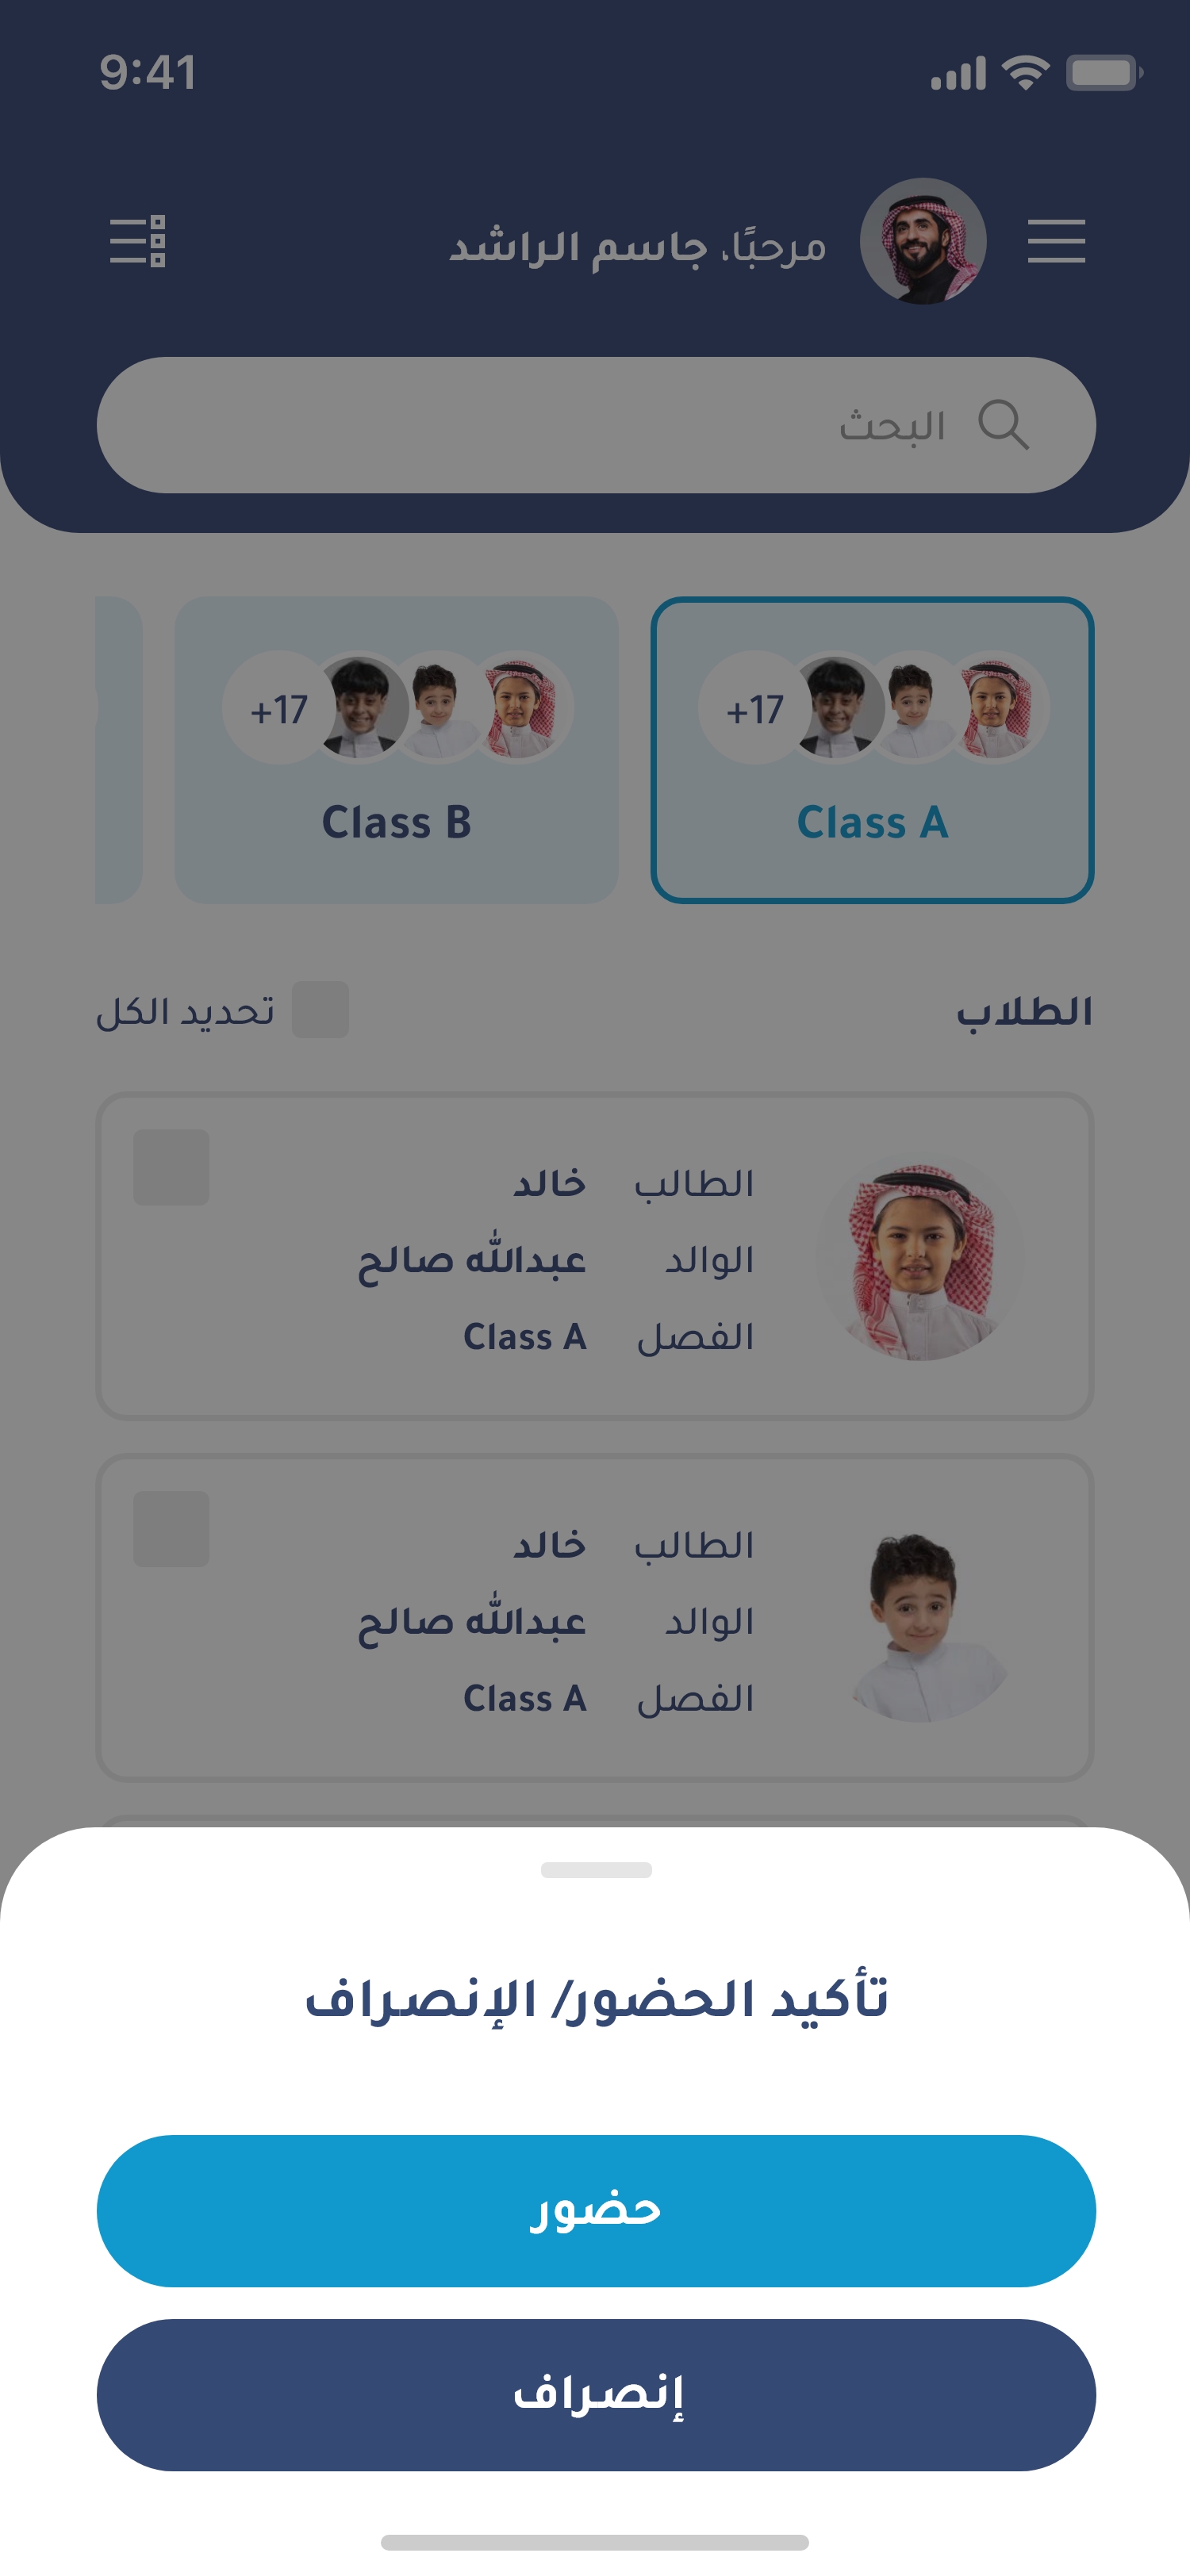 9:41
مرحبًا، جاسم الراشد
البحث
+17
+17
Class A
Class B
الطلاب
تحديد الكل
الطالب خالد
الوالد عبدالله صالح
الفصل Class A
الطالب خالد
الوالد عبدالله صالح
الفصل Class A
تأكيد الحضور/ الإنصراف
حضور
إنصراف